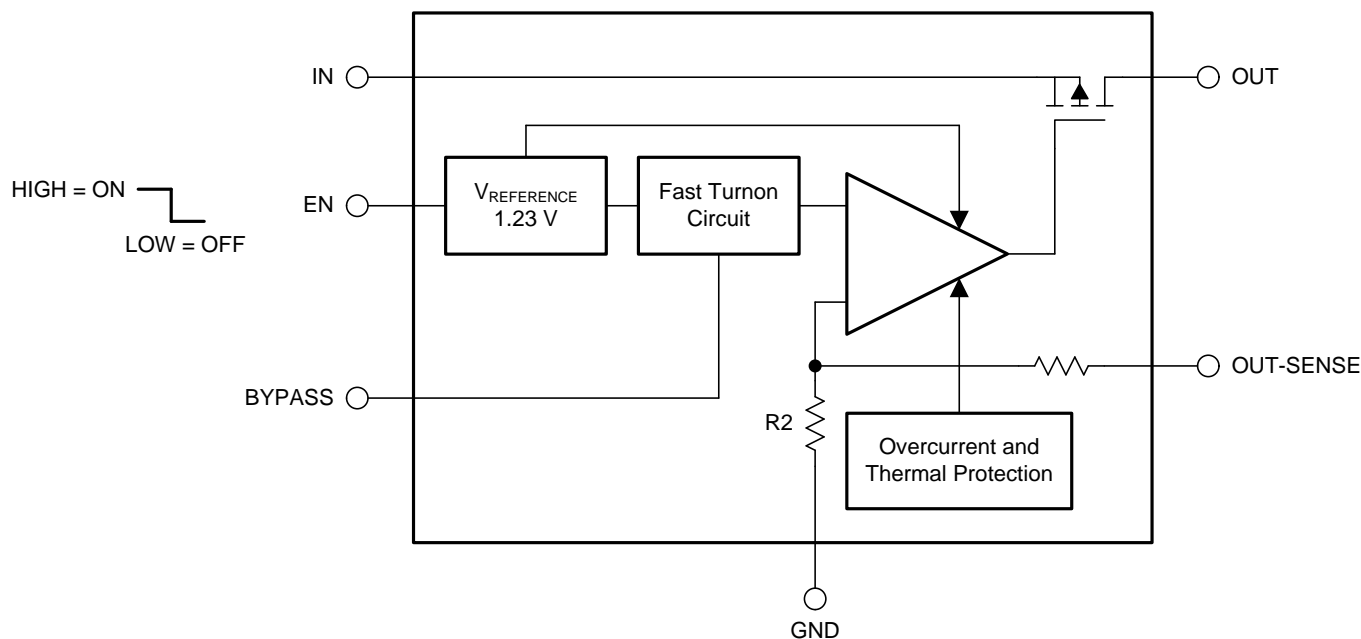 IN
OUT
HIGH = ON
LOW = OFF
EN
V_REFERENCE
1.23 V
Fast Turnon
Circuit
BYPASS
OUT-SENSE
R2
Overcurrent and
Thermal Protection
GND